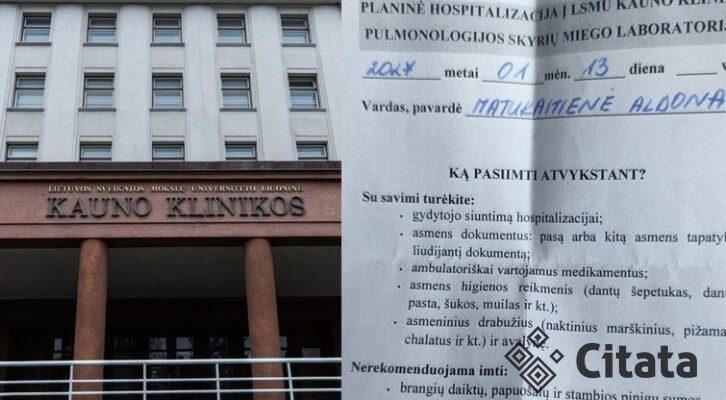 LIETUVOS SVEIKATOS MOKSLŲ UNIVERSITETO LIGONINĖ
KAUNO KLINIKOS
PLANINĖ HOSPITALIZACIJA Į LSMU KAUNO KLINI
PULMONOLOGIJOS SKYRIŲ MIEGO LABORATORIJ
2027 metai 01 mėn. 13 diena
Vardas, pavardė MATUKAITIENĖ ALDONA
KĄ PASIIMTI ATVYKSTANT?
Su savimi turėkite:
• gydytojo siuntimą hospitalizacijai;
• asmens dokumentus: pasą arba kitą asmens tapatyb
liudijantį dokumentą;
• ambulatoriškai vartojamus medikamentus;
• asmens higienos reikmenis (dantų šepetukas, dant
pasta, šukos, muilas ir kt.);
• asmeninius drabužius (naktinius marškinius, pižama
chalatus ir kt.) ir avalynę.
Nerekomenduojama imti:
• brangių daiktų, papuošalų ir stambios pinigų sumos
Citata